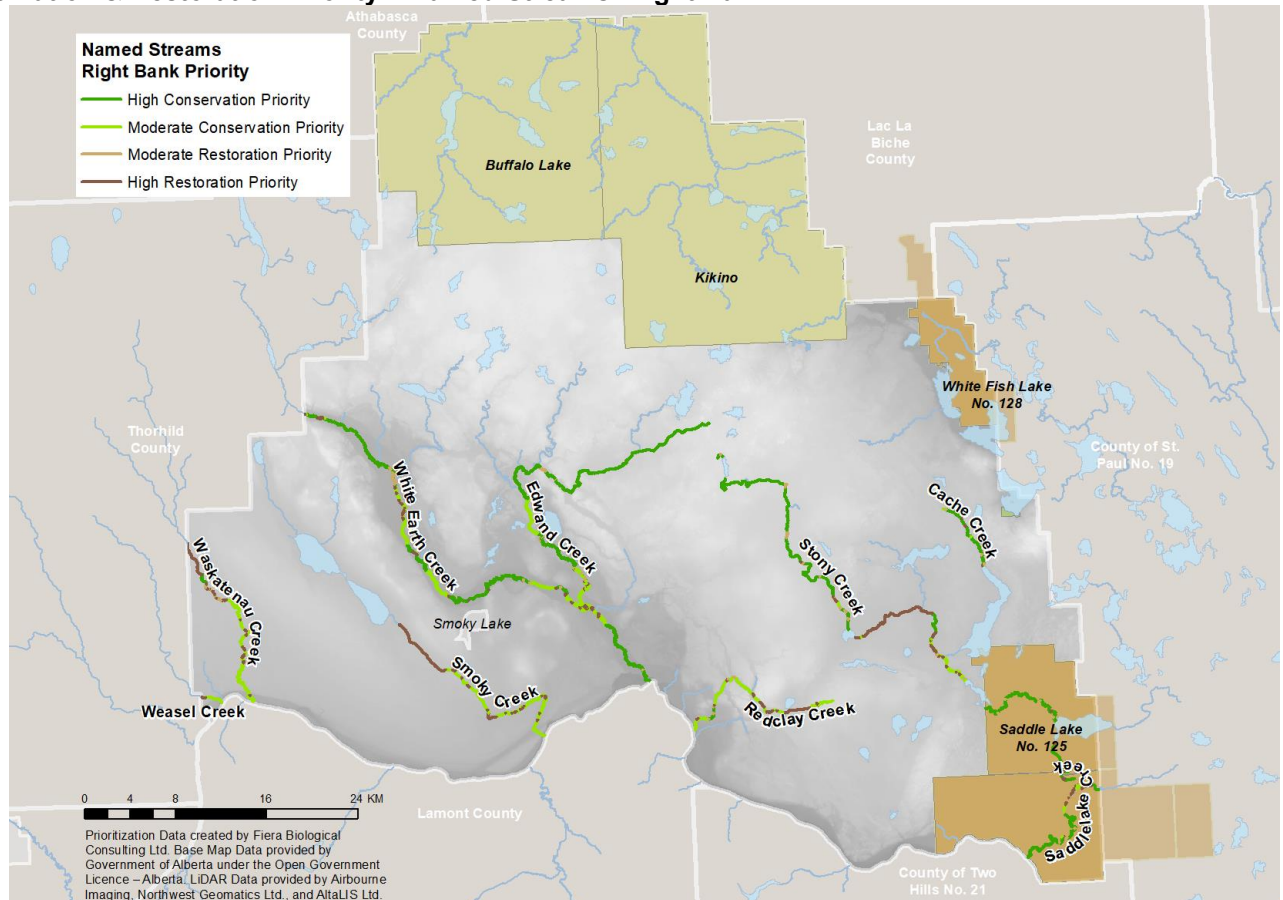 Athabasca
County
Named Streams
Right Bank Priority
High Conservation Priority
Moderate Conservation Priority
Moderate Restoration Priority
High Restoration Priority
Lac La
Biche
County
Buffalo Lake
Kikino
White Fish Lake
No. 128
Thorhild
County
County of St.
Paul No. 19
White Earth Creek
Edwand Creek
Cache Creek
Stony Creek
Waskatenau Creek
Smoky Lake
Smoky Creek
Weasel Creek
Redclay Creek
Saddle Lake
No. 125
Creek
Saddlelake Creek
0 4 8 16 24 KM
Lamont County
Prioritization Data created by Fiera Biological
Consulting Ltd. Base Map Data provided by
Government of Alberta under the Open Government
Licence – Alberta. LiDAR Data provided by Airbourne
Imaging, Northwest Geomatics Ltd., and AltaLIS Ltd.
County of Two
Hills No. 21